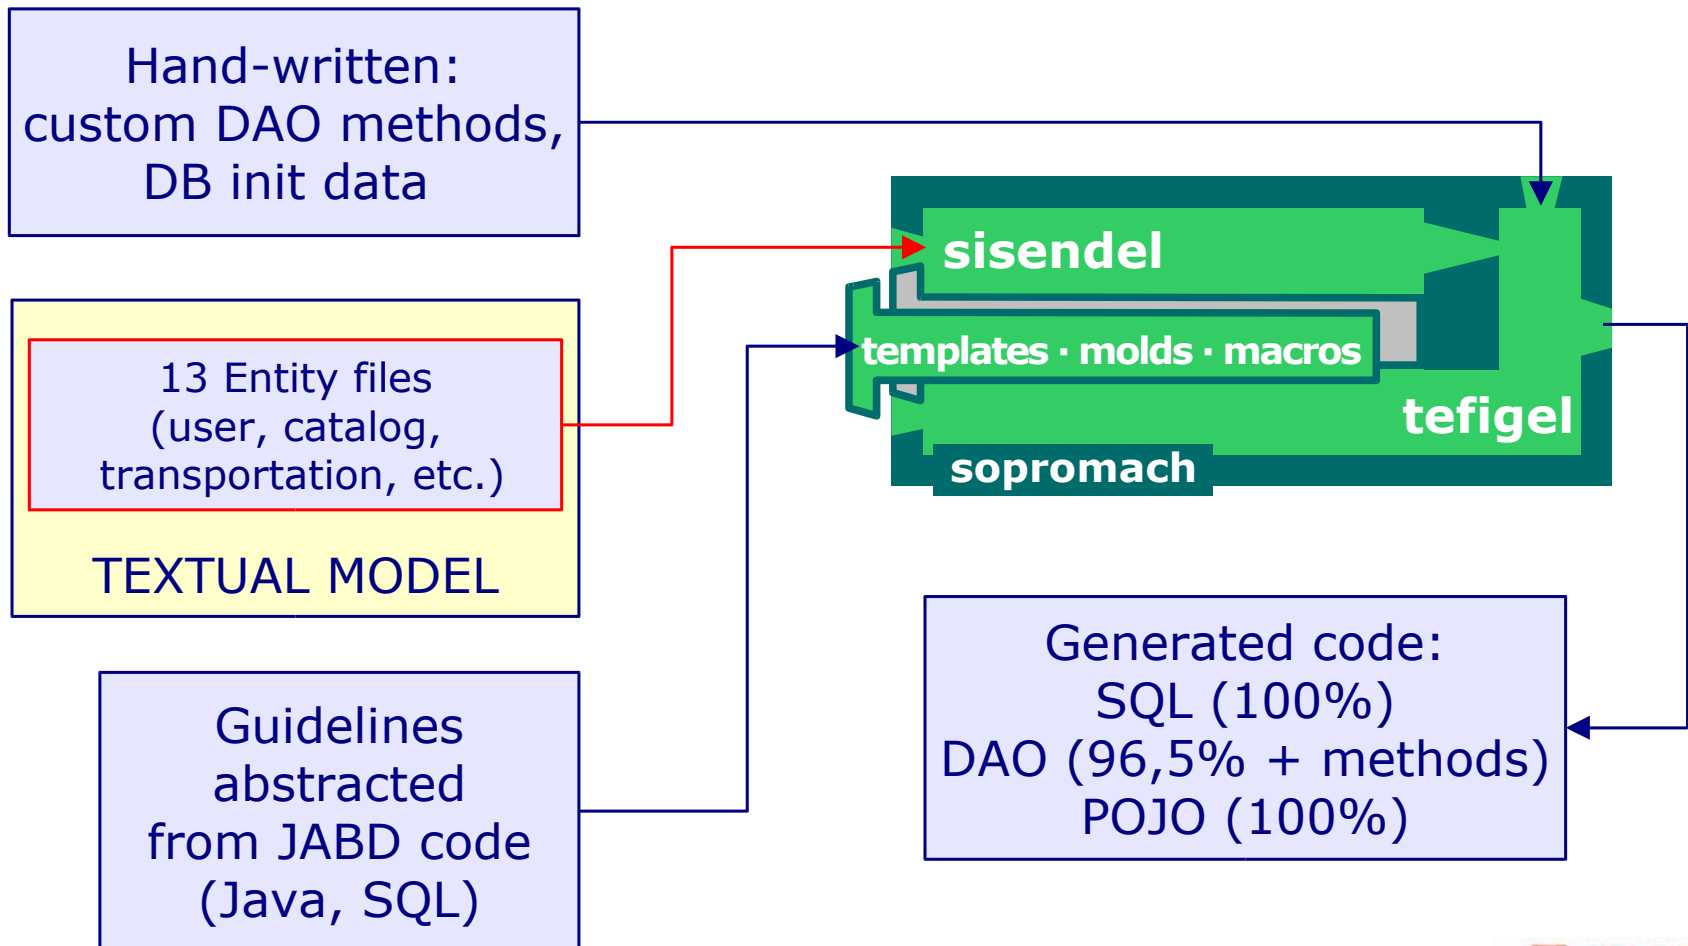 Hand-written:
custom DAO methods,
DB init data
sisendel
templates · molds · macros
tefigel
sopromach
13 Entity files
(user, catalog,
transportation, etc.)
TEXTUAL MODEL
Guidelines
abstracted
from JABD code
(Java, SQL)
Generated code:
SQL (100%)
DAO (96,5% + methods)
POJO (100%)